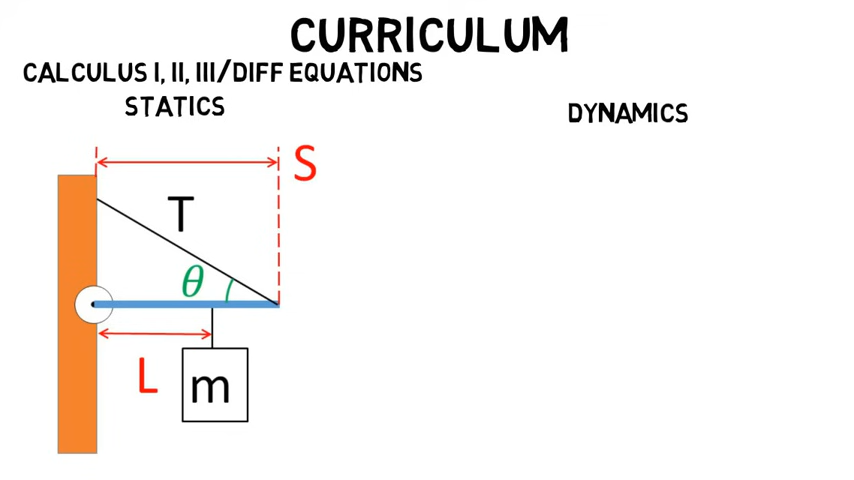 CURRICULUM
CALCULUS I, II, III/DIFF EQUATIONS
STATICS
DYNAMICS
S
T
θ
L
m